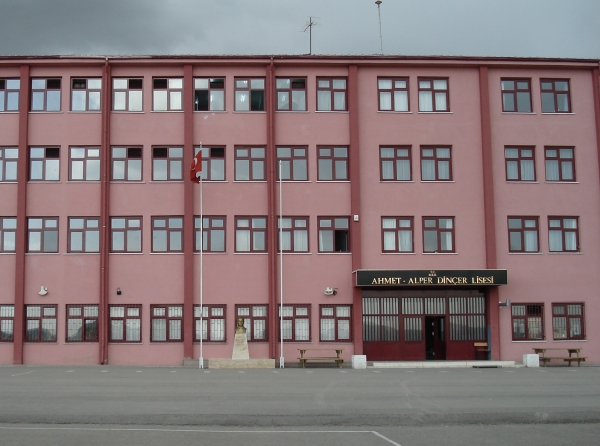 AHMET - ALPER DİNÇER LİSESİ